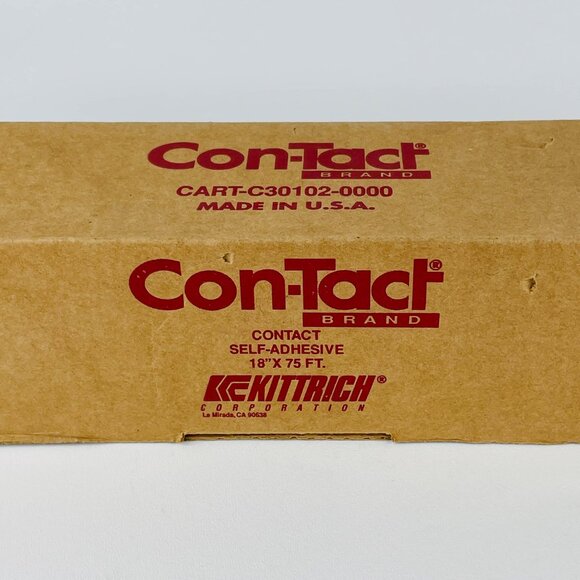 Con-Tact®
BRAND
CART-C30102-0000
MADE IN U.S.A.
Con-Tact®
BRAND
CONTACT
SELF-ADHESIVE
18" X 75 FT.
KITTRICH®
CORPORATION
La Mirada, CA 90638